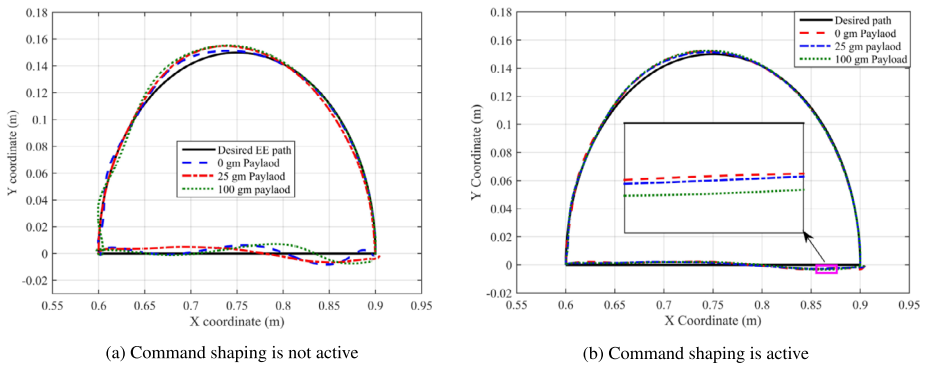 0.18
0.16
0.14
0.12
0.1
0.08
0.06
0.04
0.02
0
-0.02
Y coordinate (m)
Desired EE path
0 gm Paylaod
25 gm Paylaod
100 gm paylaod
0.55 0.6 0.65 0.7 0.75 0.8 0.85 0.9 0.95
X coordinate (m)
(a) Command shaping is not active
0.18
0.16
0.14
0.12
0.1
0.08
0.06
0.04
0.02
0
-0.02
Y Coordinate (m)
Desired path
0 gm Paylaod
25 gm paylaod
100 gm Payload
0.55 0.6 0.65 0.7 0.75 0.8 0.85 0.9 0.95
X Coordinate (m)
(b) Command shaping is active